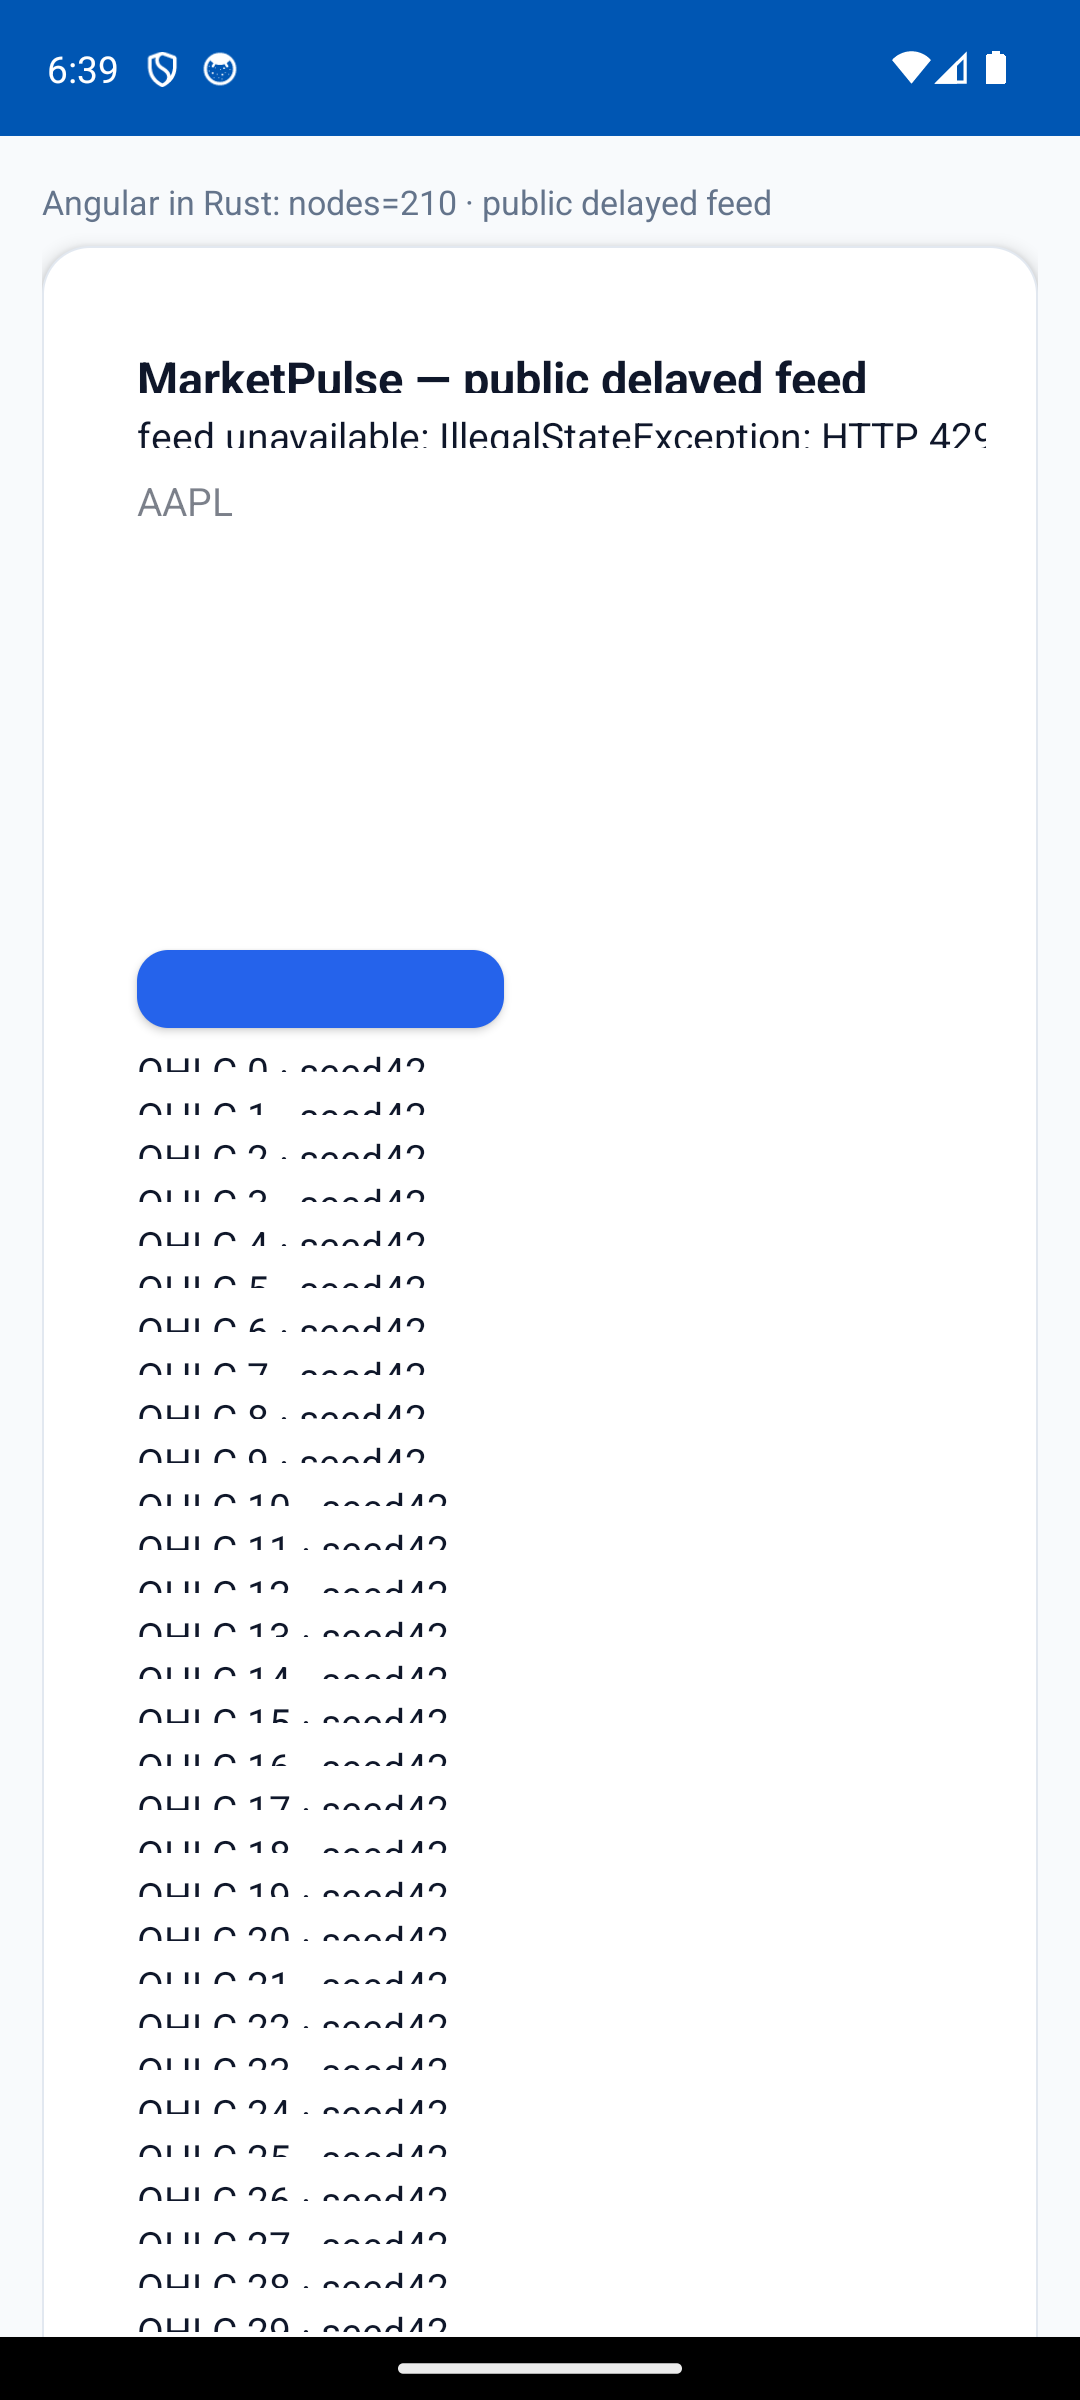 6:39
Angular in Rust: nodes=210 · public delayed feed
MarketPulse — public delayed feed
feed unavailable: IllegalStateException: HTTP 429
AAPL
OHLC 0 · seed42
OHLC 1 · seed42
OHLC 2 · seed42
OHLC 3 · seed42
OHLC 4 · seed42
OHLC 5 · seed42
OHLC 6 · seed42
OHLC 7 · seed42
OHLC 8 · seed42
OHLC 9 · seed42
OHLC 10 · seed42
OHLC 11 · seed42
OHLC 12 · seed42
OHLC 13 · seed42
OHLC 14 · seed42
OHLC 15 · seed42
OHLC 16 · seed42
OHLC 17 · seed42
OHLC 18 · seed42
OHLC 19 · seed42
OHLC 20 · seed42
OHLC 21 · seed42
OHLC 22 · seed42
OHLC 23 · seed42
OHLC 24 · seed42
OHLC 25 · seed42
OHLC 26 · seed42
OHLC 27 · seed42
OHLC 28 · seed42
OHLC 29 · seed42